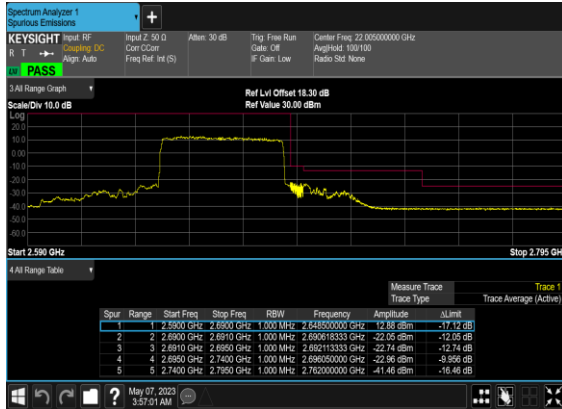 Spectrum Analyzer 1
Spurious Emissions
KEYSIGHT Input: RF Input Z: 50 Ω Atten: 30 dB Trig: Free Run Center Freq: 22.005000000 GHz
R T Coupling: DC Corr CCorr Gate: Off Avg|Hold: 100/100
Align: Auto Freq Ref: Int (S) IF Gain: Low Radio Std: None
LXI PASS
3 All Range Graph
Ref Lvl Offset 18.30 dB
Scale/Div 10.0 dB Ref Value 30.00 dBm
Log
20.0
10.0
0.00
-10.0
-20.0
-30.0
-40.0
-50.0
-60.0
Start 2.590 GHz Stop 2.795 GH
4 All Range Table
Measure Trace Trace 1
Trace Type Trace Average (Active)
Spur Range Start Freq Stop Freq RBW Frequency Amplitude ΔLimit
1 1 2.5900 GHz 2.6900 GHz 1.000 MHz 2.648500000 GHz 12.88 dBm -17.12 dB
2 2 2.6900 GHz 2.6910 GHz 1.000 MHz 2.690618333 GHz -22.05 dBm -12.05 dB
3 3 2.6910 GHz 2.6950 GHz 1.000 MHz 2.692113333 GHz -22.74 dBm -12.74 dB
4 4 2.6950 GHz 2.7400 GHz 1.000 MHz 2.696050000 GHz -22.96 dBm -9.956 dB
5 5 2.7400 GHz 2.7950 GHz 1.000 MHz 2.762000000 GHz -41.46 dBm -16.46 dB
? May 07, 2023
3:57:01 AM